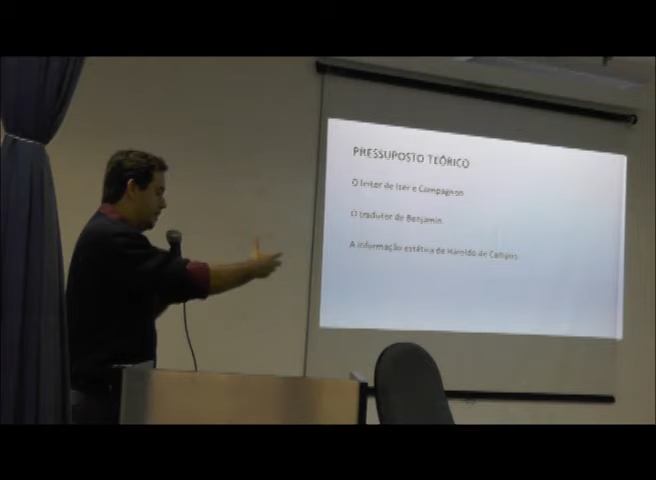 PRESSUPOSTO TEÓRICO
O leitor de Iser e Compagnon
O tradutor de Benjamin
A informação estética de Haroldo de Campos